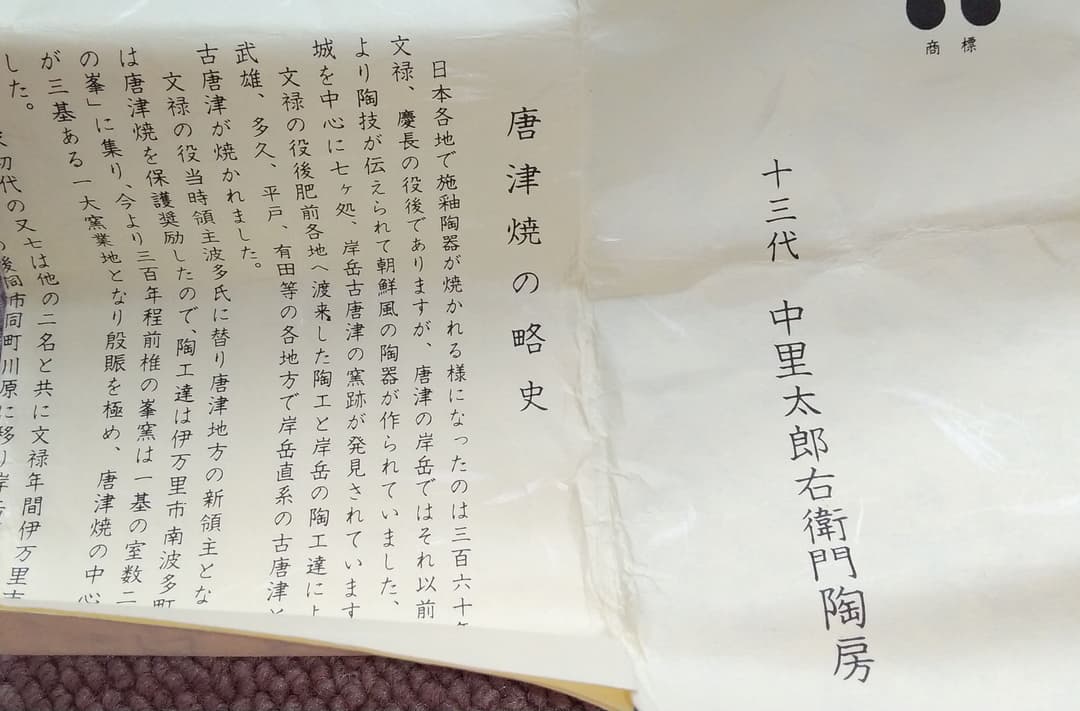 商標
十三代 中里太郎右衛門陶房
唐津焼の略史
日本各地で施釉陶器が焼かれる様になったのは三百六十
文禄、慶長の役後でありますが、唐津の岸岳ではそれ以前
より陶技が伝えられて朝鮮風の陶器が作られていました、
城を中心に七ヶ処、岸岳古唐津の窯跡が発見されています
文禄の役後肥前各地へ渡来した陶工と岸岳の陶工達によ
武雄、多久、平戸、有田等の各地方で岸岳直系の古唐津
古唐津が焼かれました。
文禄の役当時領主波多氏に替り唐津地方の新領主とな
は唐津焼を保護奨励したので、陶工達は伊万里市南波多町
の峯」に集り、今より三百年程前椎の峯窯は一基の室数二
が三基ある一大窯業地となり殷賑を極め、唐津焼の中心
した。
初代の又七は他の二名と共に文禄年間伊万里市
後同市同町川原に移り岸